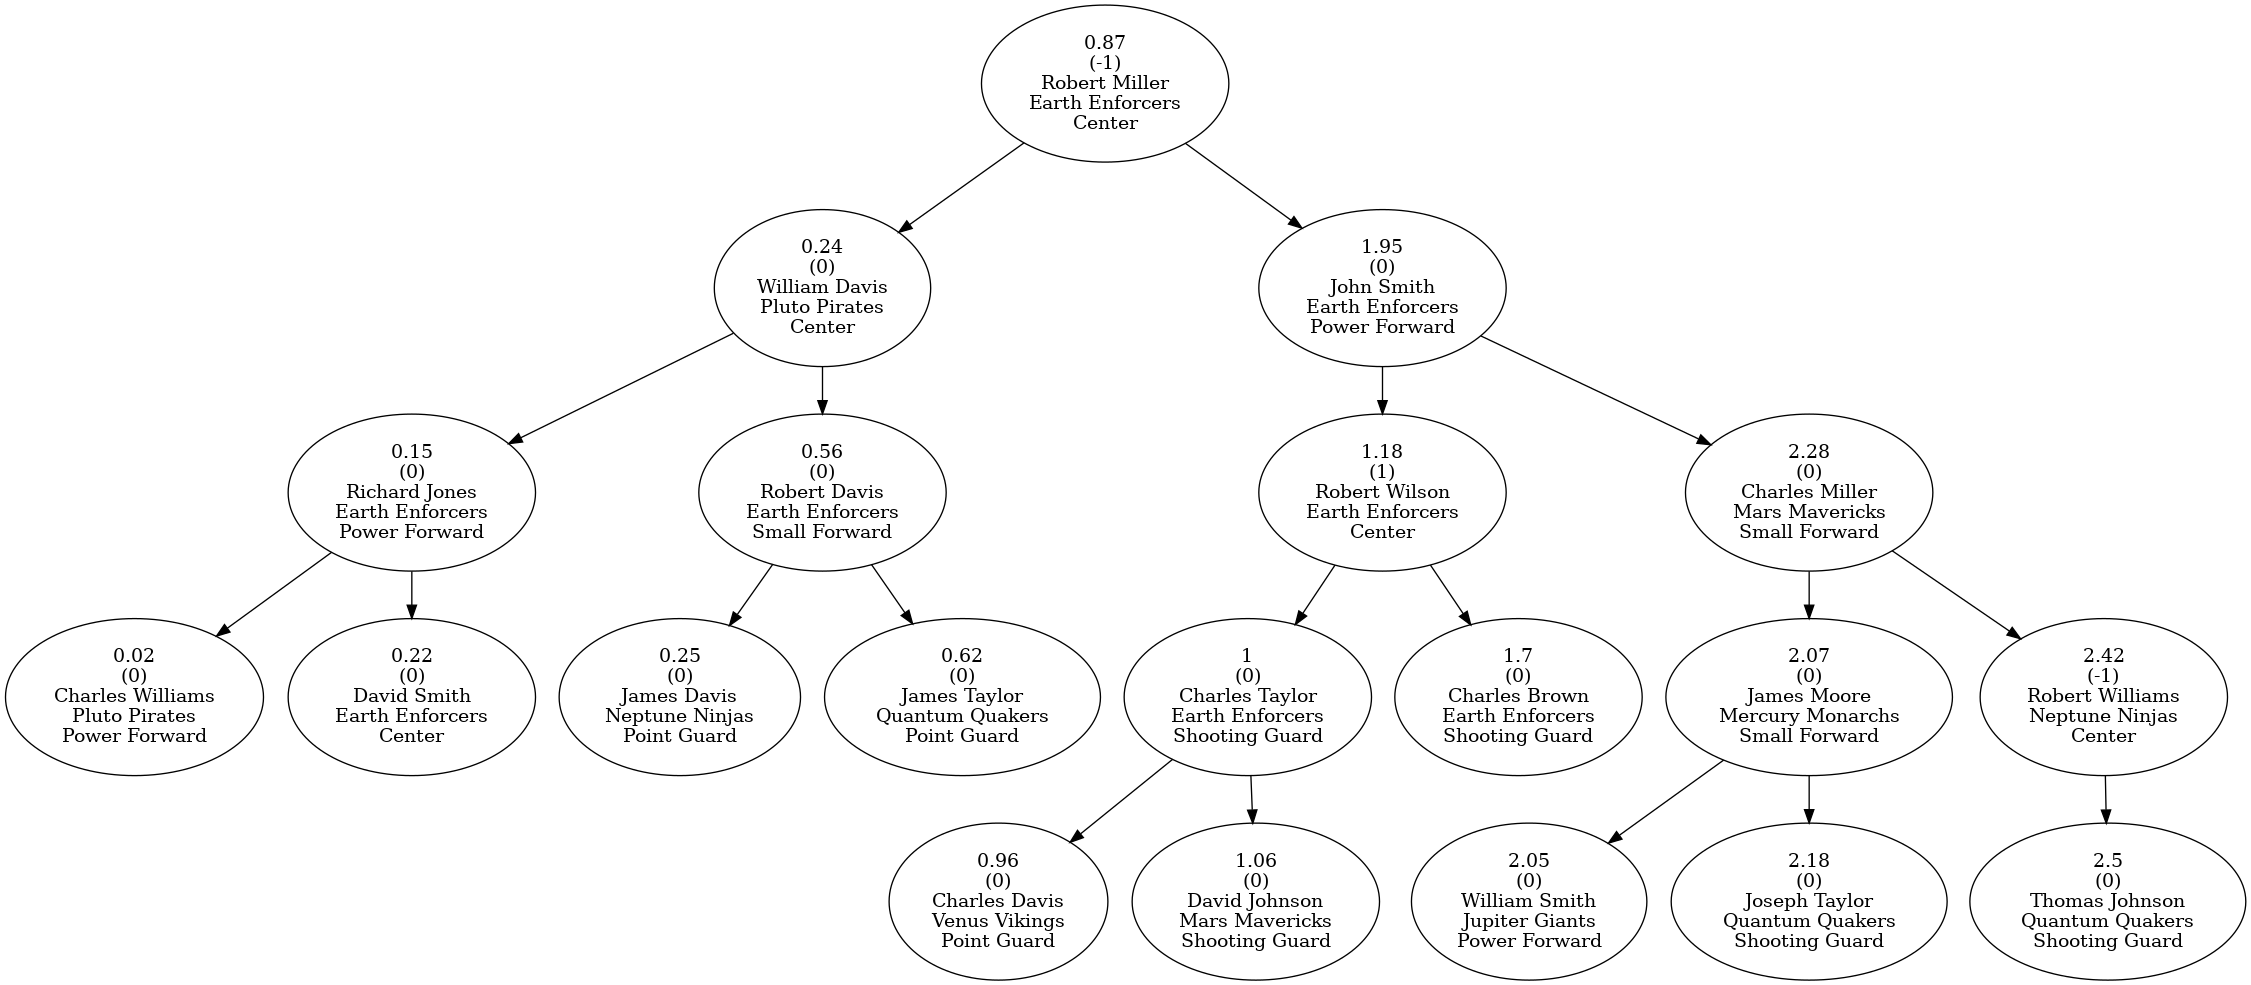 0.87
(-1)
Robert Miller
Earth Enforcers
Center
0.24
(0)
William Davis
Pluto Pirates
Center
1.95
(0)
John Smith
Earth Enforcers
Power Forward
0.15
(0)
Richard Jones
Earth Enforcers
Power Forward
0.56
(0)
Robert Davis
Earth Enforcers
Small Forward
1.18
(1)
Robert Wilson
Earth Enforcers
Center
2.28
(0)
Charles Miller
Mars Mavericks
Small Forward
0.02
(0)
Charles Williams
Pluto Pirates
Power Forward
0.22
(0)
David Smith
Earth Enforcers
Center
0.25
(0)
James Davis
Neptune Ninjas
Point Guard
0.62
(0)
James Taylor
Quantum Quakers
Point Guard
1
(0)
Charles Taylor
Earth Enforcers
Shooting Guard
1.7
(0)
Charles Brown
Earth Enforcers
Shooting Guard
2.07
(0)
James Moore
Mercury Monarchs
Small Forward
2.42
(-1)
Robert Williams
Neptune Ninjas
Center
0.96
(0)
Charles Davis
Venus Vikings
Point Guard
1.06
(0)
David Johnson
Mars Mavericks
Shooting Guard
2.05
(0)
William Smith
Jupiter Giants
Power Forward
2.18
(0)
Joseph Taylor
Quantum Quakers
Shooting Guard
2.5
(0)
Thomas Johnson
Quantum Quakers
Shooting Guard